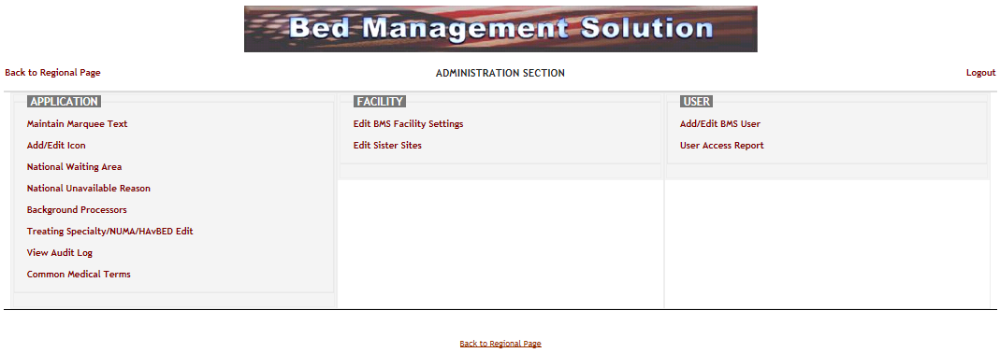 Bed Management Solution
Back to Regional Page
ADMINISTRATION SECTION
Logout
APPLICATION
Maintain Marquee Text
Add/Edit Icon
National Waiting Area
National Unavailable Reason
Background Processors
Treating Specialty/NUMA/HAvBED Edit
View Audit Log
Common Medical Terms
FACILITY
Edit BMS Facility Settings
Edit Sister Sites
USER
Add/Edit BMS User
User Access Report
Back to Regional Page